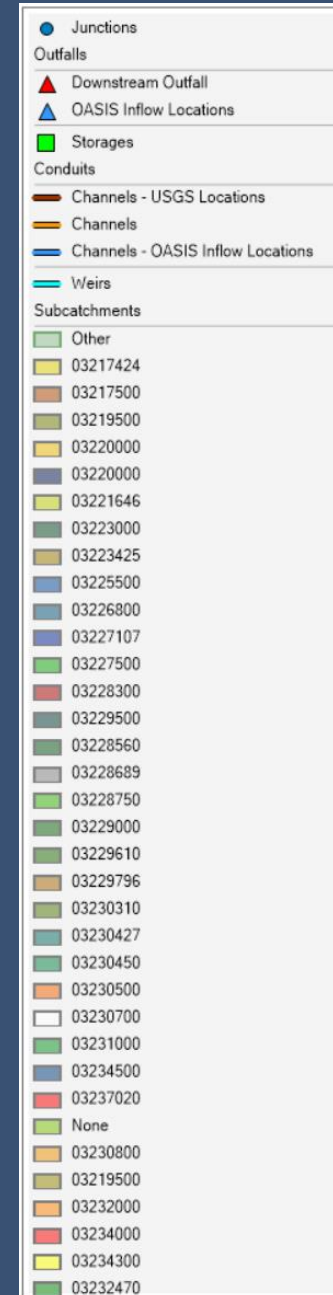 Junctions
Outfalls
Downstream Outfall
OASIS Inflow Locations
Storages
Conduits
Channels - USGS Locations
Channels
Channels - OASIS Inflow Locations
Weirs
Subcatchments
Other
03217424
03217500
03219500
03220000
03220000
03221646
03223000
03223425
03225500
03226800
03227107
03227500
03228300
03229500
03228560
03228689
03228750
03229000
03229610
03229796
03230310
03230427
03230450
03230500
03230700
03231000
03234500
03237020
None
03230800
03219500
03232000
03234000
03234300
03232470